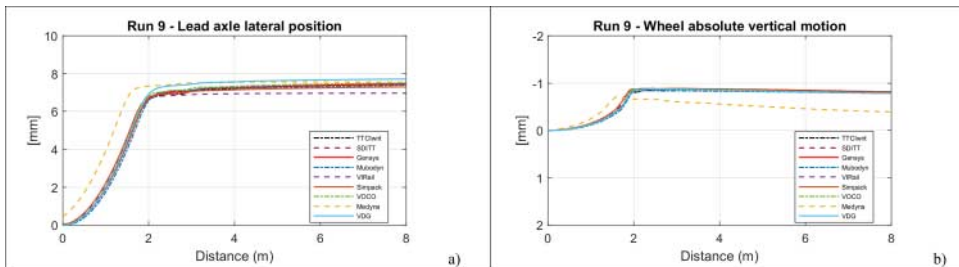 Run 9 - Lead axle lateral position
10
8
6
4
2
0
[mm]
TTClient
SDITT
Gensys
Mubodyn
VIRail
Simpack
VOCO
Medyna
VDG
0
2
4
6
8
Distance (m)
a)
Run 9 - Wheel absolute vertical motion
-2
-1
0
1
2
[mm]
TTClient
SDITT
Gensys
Mubodyn
VIRail
Simpack
VOCO
Medyna
VDG
0
2
4
6
8
Distance (m)
b)